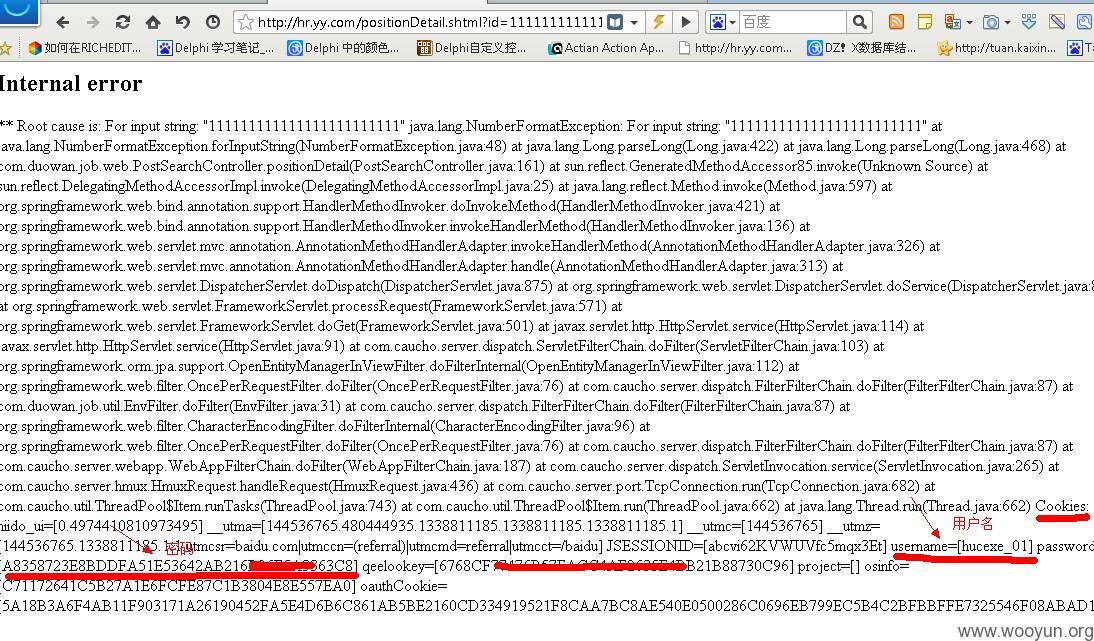 http://hr.yy.com/positionDetail.shtml?id=111111111111
百度
如何在RICHEDIT...
Delphi 学习笔记_...
Delphi 中的颜色...
Delphi自定义控...
Actian Action Ap...
http://hr.yy.com...
DZ! X数据库结...
http://tuan.kaixin...
Internal error
** Root cause is: For input string: "1111111111111111111111111" java.lang.NumberFormatException: For input string: "1111111111111111111111111" at
java.lang.NumberFormatException.forInputString(NumberFormatException.java:48) at java.lang.Long.parseLong(Long.java:422) at java.lang.Long.parseLong(Long.java:468) at
com.duowan.job.web.PostSearchController.positionDetail(PostSearchController.java:161) at sun.reflect.GeneratedMethodAccessor85.invoke(Unknown Source) at
sun.reflect.DelegatingMethodAccessorImpl.invoke(DelegatingMethodAccessorImpl.java:25) at java.lang.reflect.Method.invoke(Method.java:597) at
org.springframework.web.bind.annotation.support.HandlerMethodInvoker.doInvokeMethod(HandlerMethodInvoker.java:421) at
org.springframework.web.bind.annotation.support.HandlerMethodInvoker.invokeHandlerMethod(HandlerMethodInvoker.java:136) at
org.springframework.web.servlet.mvc.annotation.AnnotationMethodHandlerAdapter.invokeHandlerMethod(AnnotationMethodHandlerAdapter.java:326) at
org.springframework.web.servlet.mvc.annotation.AnnotationMethodHandlerAdapter.handle(AnnotationMethodHandlerAdapter.java:313) at
org.springframework.web.servlet.DispatcherServlet.doDispatch(DispatcherServlet.java:875) at org.springframework.web.servlet.DispatcherServlet.doService(DispatcherServlet.java:8
at org.springframework.web.servlet.FrameworkServlet.processRequest(FrameworkServlet.java:571) at
org.springframework.web.servlet.FrameworkServlet.doGet(FrameworkServlet.java:501) at javax.servlet.http.HttpServlet.service(HttpServlet.java:114) at
javax.servlet.http.HttpServlet.service(HttpServlet.java:91) at com.caucho.server.dispatch.ServletFilterChain.doFilter(ServletFilterChain.java:103) at
org.springframework.orm.jpa.support.OpenEntityManagerInViewFilter.doFilterInternal(OpenEntityManagerInViewFilter.java:112) at
org.springframework.web.filter.OncePerRequestFilter.doFilter(OncePerRequestFilter.java:76) at com.caucho.server.dispatch.FilterFilterChain.doFilter(FilterFilterChain.java:87) at
com.duowan.job.util.EnvFilter.doFilter(EnvFilter.java:31) at com.caucho.server.dispatch.FilterFilterChain.doFilter(FilterFilterChain.java:87) at
org.springframework.web.filter.CharacterEncodingFilter.doFilterInternal(CharacterEncodingFilter.java:96) at
org.springframework.web.filter.OncePerRequestFilter.doFilter(OncePerRequestFilter.java:76) at com.caucho.server.dispatch.FilterFilterChain.doFilter(FilterFilterChain.java:87) at
com.caucho.server.webapp.WebAppFilterChain.doFilter(WebAppFilterChain.java:187) at com.caucho.server.dispatch.ServletInvocation.service(ServletInvocation.java:265) at
com.caucho.server.hmux.HmuxRequest.handleRequest(HmuxRequest.java:436) at com.caucho.server.port.TcpConnection.run(TcpConnection.java:682) at
com.caucho.util.ThreadPool$Item.runTasks(ThreadPool.java:743) at com.caucho.util.ThreadPool$Item.run(ThreadPool.java:662) at java.lang.Thread.run(Thread.java:662) Cookies:
hiido_ui=[0.4974410810973495] __utma=[144536765.480444935.1338811185.1338811185.1338811185.1] __utmc=[144536765] __utmz=
用户名
[144536765.1338811185.1.1.utmcsr=baidu.com|utmccn=(referral)|utmcmd=referral|utmcct=/baidu] JSESSIONID=[abcvi62KVWUVfc5mqx3Et] username=[hucexe_01] password
密码
[A8358723E8BDDFA51E53642AB216 363C8] qeelookey=[6768CF7 B21B88730C96] project=[] osinfo=
[C71172641C5B27A1E6FCFE87C1B3804E8E557EA0] oauthCookie=
[5A18B3A6F4AB11F903171A26190452FA5E4D6B6C861AB5BE2160CD334919521F8CAA7BC8AE540E0500286C0696EB799EC5B4C2BFBBFFE7325546F08ABAD1
www.wooyun.org